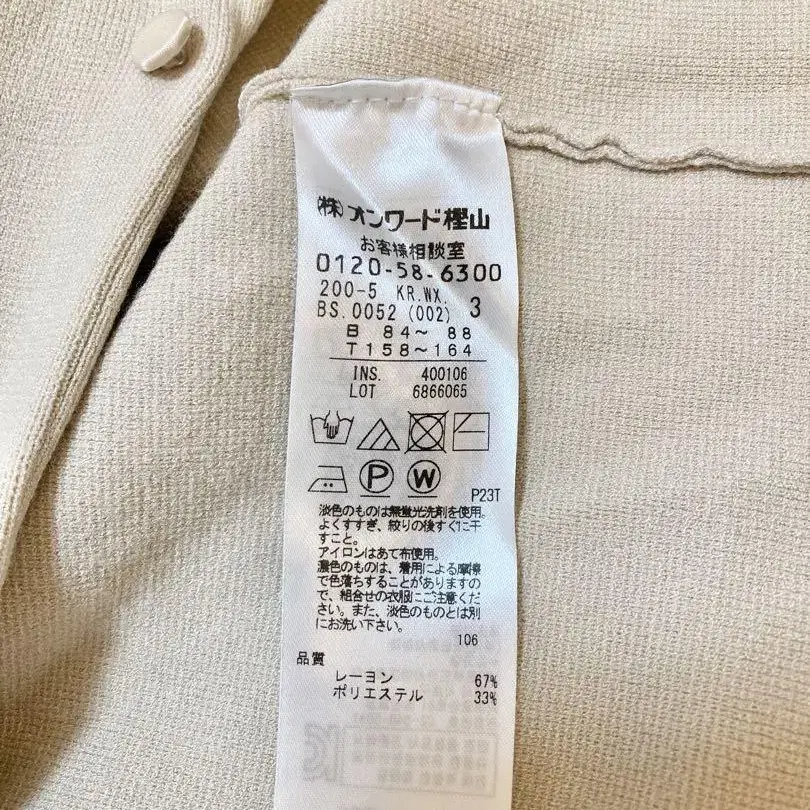 (株)オンワード樫山
お客様相談室
0120-58-6300
200-5 KR.WX.
BS.0052 (002) 3
B 84～ 88
T 158～164
INS. 400106
LOT 6866065
P W
P23T
淡色のものは無蛍光洗剤を使用。
よくすすぎ、絞りの後すぐに干
すこと。
アイロンはあて布使用。
濃色のものは、着用による摩擦
で色落ちすることがありますの
で、組合せの衣服にご注意くだ
さい。また、淡色のものとは別
にお洗い下さい。
106
品質
レーヨン 67%
ポリエステル 33%